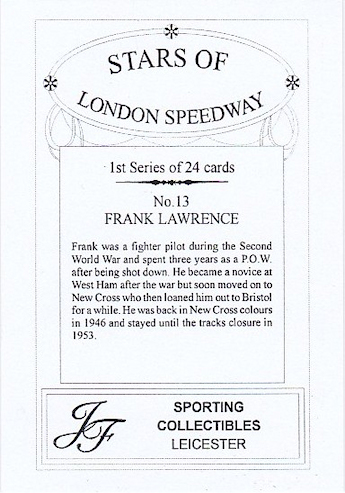 STARS OF
LONDON SPEEDWAY
1st Series of 24 cards
No.13
FRANK LAWRENCE
Frank was a fighter pilot during the Second
World War and spent three years as a P.O.W.
after being shot down. He became a novice at
West Ham after the war but soon moved on to
New Cross who then loaned him out to Bristol
for a while. He was back in New Cross colours
in 1946 and stayed until the tracks closure in
1953.
JF
SPORTING
COLLECTIBLES
LEICESTER